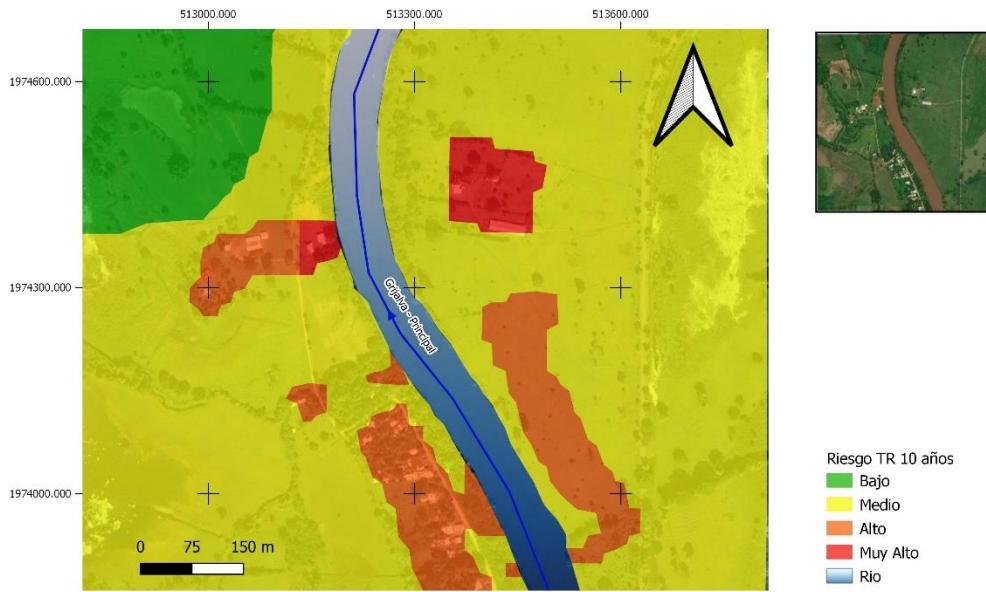 513000.000
513300.000
513600.000
1974600.000
1974300.000
1974000.000
Grijalva - Principal
0 75 150 m
Riesgo TR 10 años
Bajo
Medio
Alto
Muy Alto
Rio